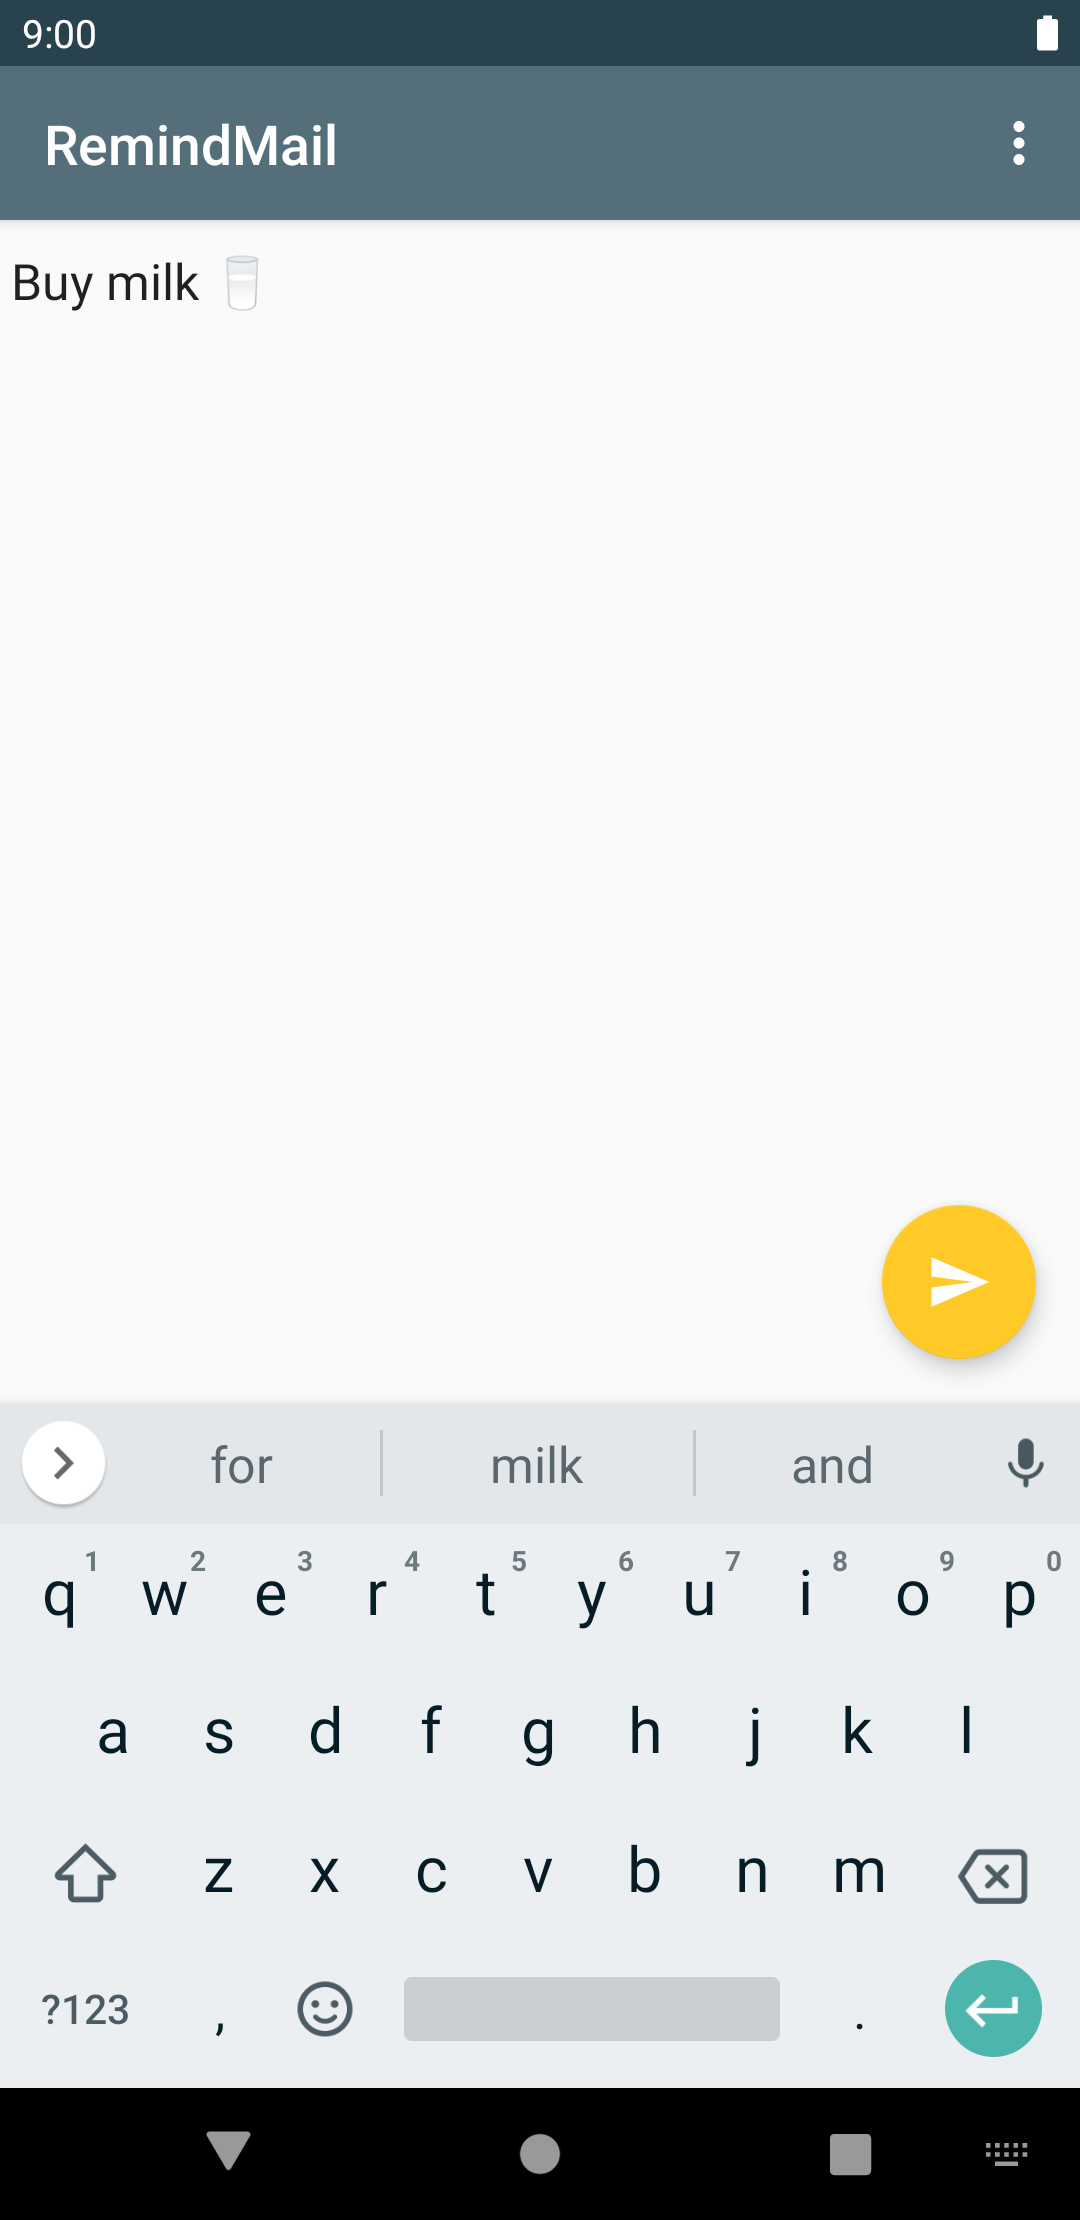 9:00
RemindMail
Buy milk 🥛
for milk and
q 1 w 2 e 3 r 4 t 5 y 6 u 7 i 8 o 9 p 0
a s d f g h j k l
z x c v b n m
?123 , .